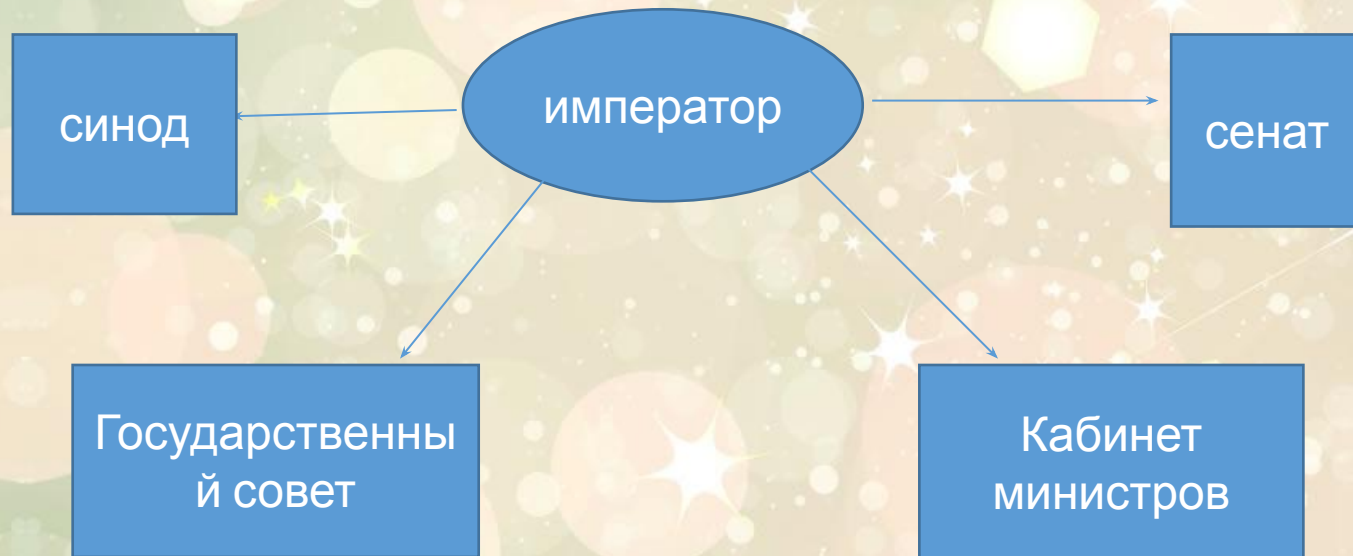 император
синод
сенат
Государственны
й совет
Кабинет
министров